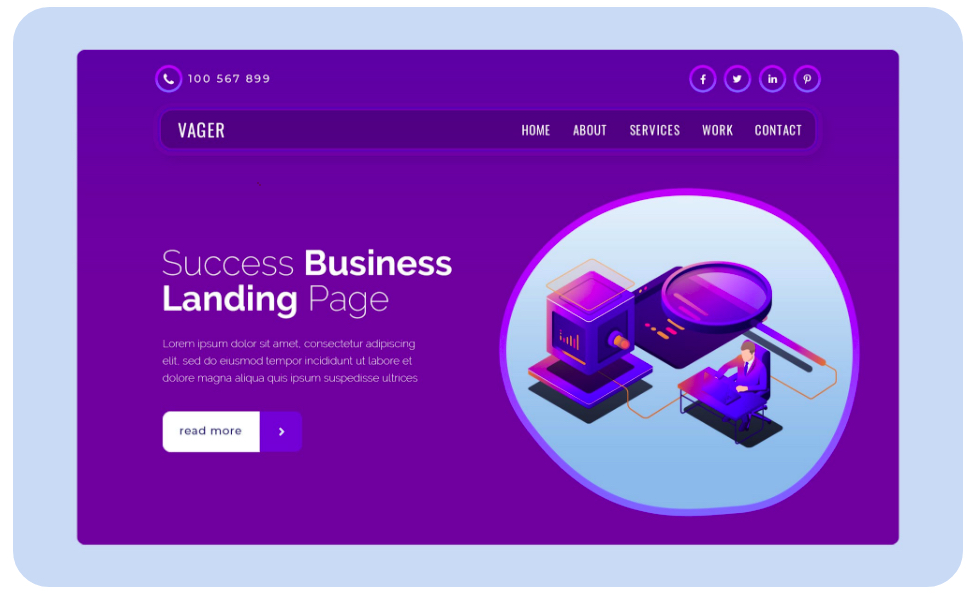 100 567 899
VAGER
HOME ABOUT SERVICES WORK CONTACT
Success Business
Landing Page
Lorem ipsum dolor sit amet, consectetur adipiscing
elit, sed do eiusmod tempor incididunt ut labore et
dolore magna aliqua quis ipsum suspedisse ultrices
read more